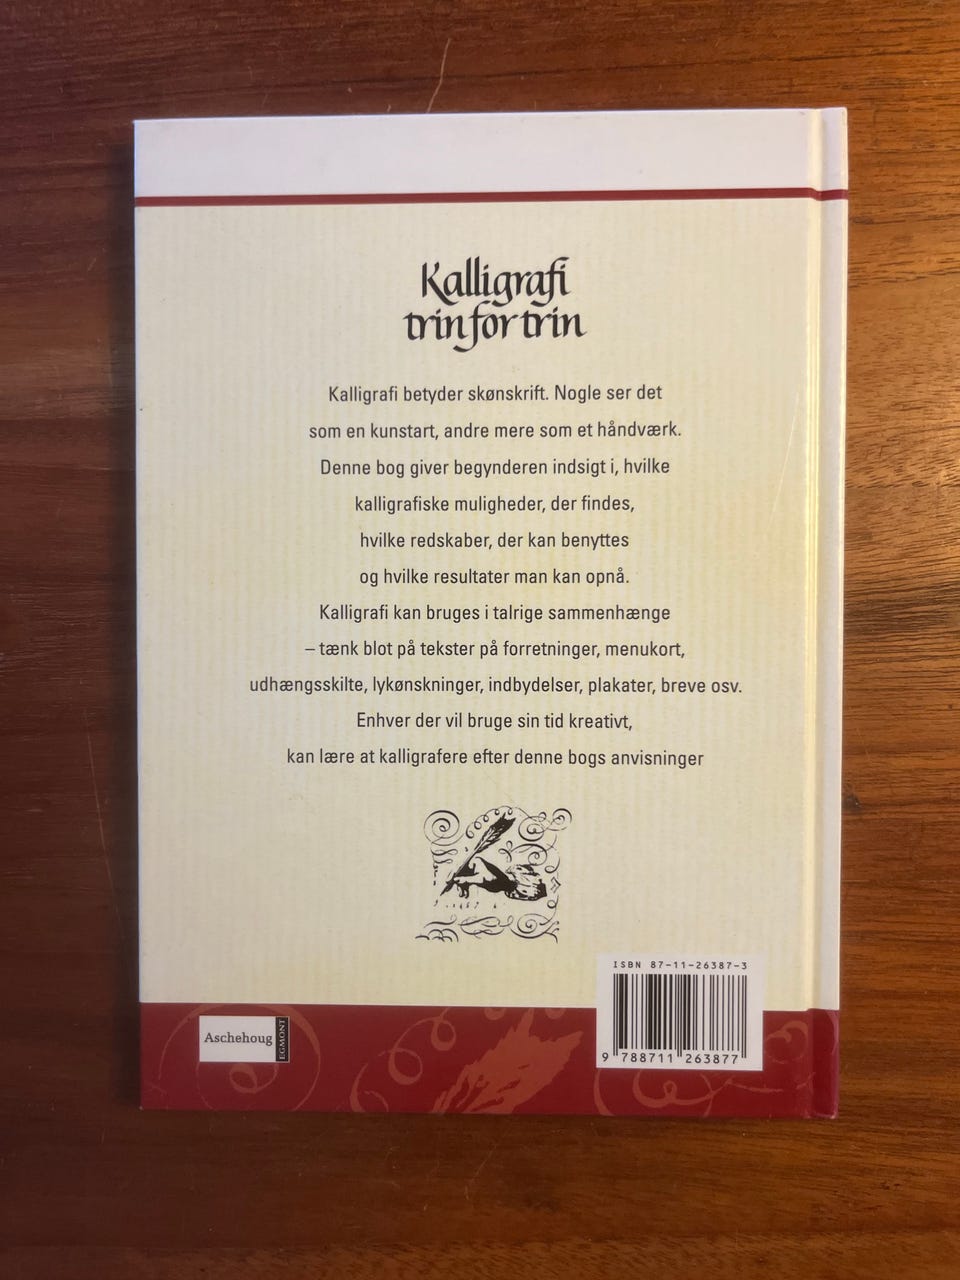 Kalligrafi
trin for trin
Kalligrafi betyder skønskrift. Nogle ser det
som en kunstart, andre mere som et håndværk.
Denne bog giver begynderen indsigt i, hvilke
kalligrafiske muligheder, der findes,
hvilke redskaber, der kan benyttes
og hvilke resultater man kan opnå.
Kalligrafi kan bruges i talrige sammenhænge
– tænk blot på tekster på forretninger, menukort,
udhængsskilte, lykønskninger, indbydelser, plakater, breve osv.
Enhver der vil bruge sin tid kreativt,
kan lære at kalligrafere efter denne bogs anvisninger
ISBN 87-11-26387-3
9 788711 263877
Aschehoug
EGMONT